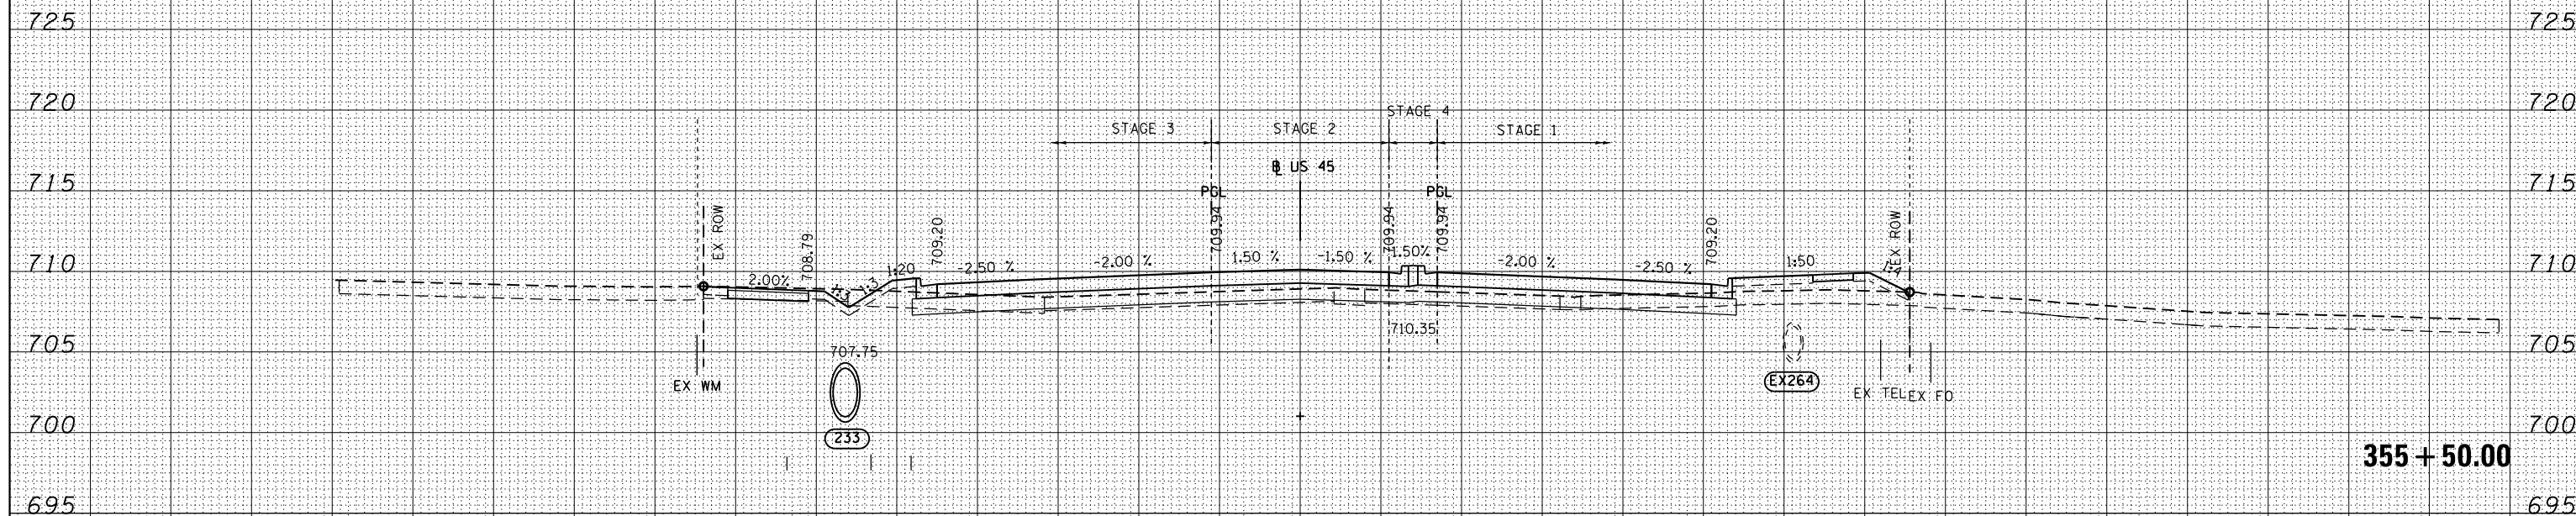 725 725
720 720
STAGE 4
STAGE 3 STAGE 2 STAGE 1
℄ US 45
715 715
PGL PGL
EX ROW 708.79 709.20 709.94 709.94 709.94 709.20 EX ROW
710 710
2.00% 1:3 1:20 -2.50 % -2.00 % 1.50 % -1.50 % 1.50% -2.00 % -2.50 % 1:50 1:4
710.35
705 705
707.75
EX WM EX264
EX TEL EX FO
700 700
233
355+50.00
695 695